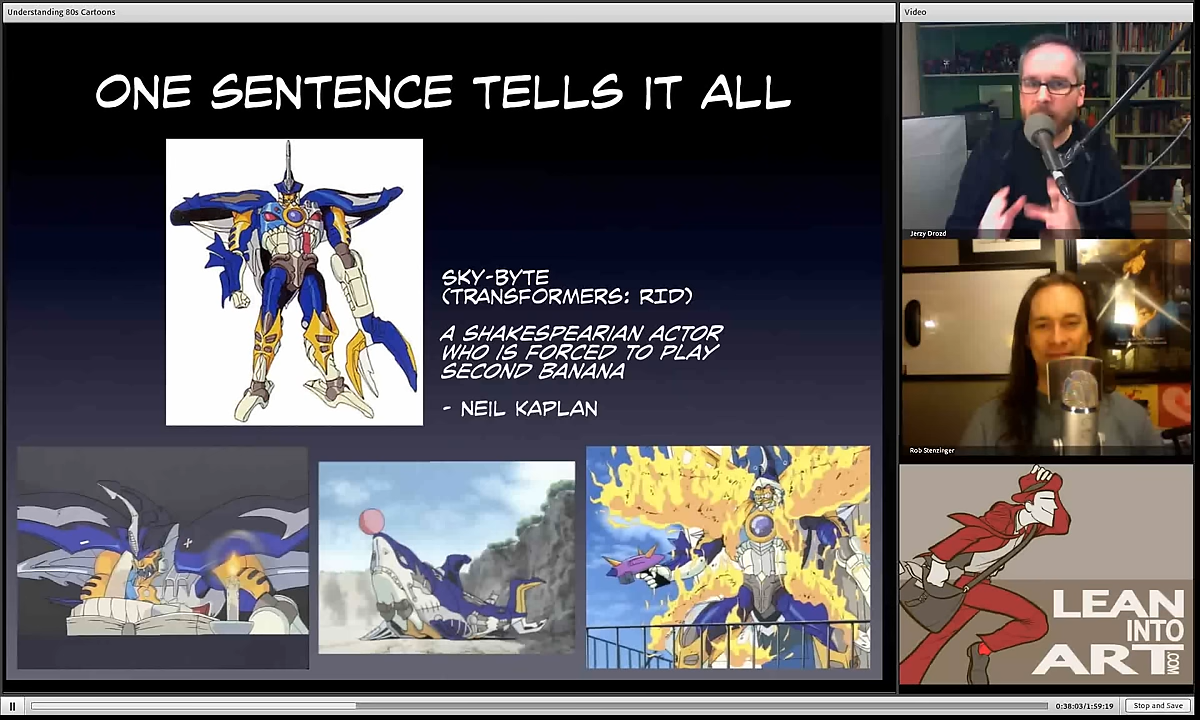 Understanding 80s Cartoons
ONE SENTENCE TELLS IT ALL
SKY-BYTE
(TRANSFORMERS: RID)
A SHAKESPEARIAN ACTOR
WHO IS FORCED TO PLAY
SECOND BANANA
- NEIL KAPLAN
Video
Jerzy Drozd
Rob Stenzinger
LEAN
INTO
ART.COM
0:38:03/1:59:19
Stop and Save